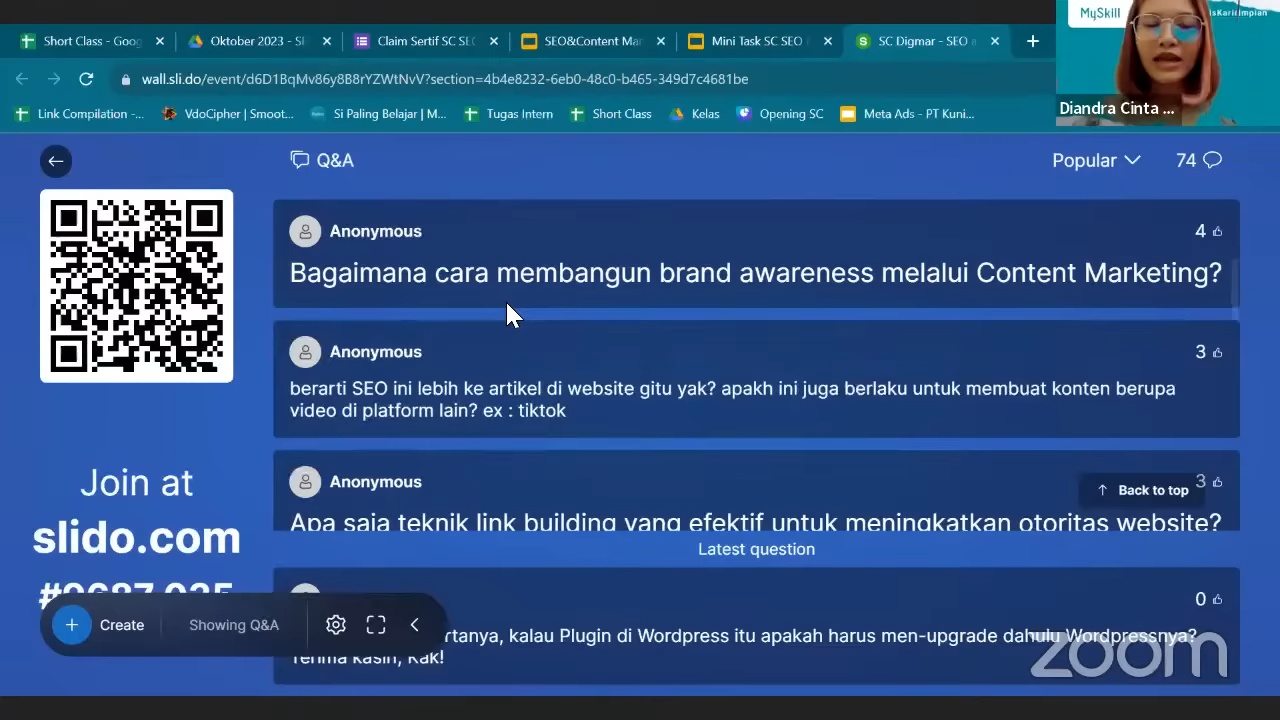 MySkill
Short Class - Goog
Oktober 2023 - Sl
Claim Sertif SC SE
SEO&Content Mar
Mini Task SC SEO
SC Digmar - SEO a
Diandra Cinta ...
wall.sli.do/event/d6D1BqMv86y8B8rYZWtNvV?section=4b4e8232-6eb0-48c0-b465-349d7c4681be
Link Compilation -...
VdoCipher | Smoot...
Si Paling Belajar | M...
Tugas Intern
Short Class
Kelas
Opening SC
Meta Ads - PT Kuni...
Q&A
Popular
74
Anonymous
4
Bagaimana cara membangun brand awareness melalui Content Marketing?
Anonymous
3
berarti SEO ini lebih ke artikel di website gitu yak? apakh ini juga berlaku untuk membuat konten berupa
video di platform lain? ex : tiktok
Anonymous
3
Back to top
Apa saja teknik link building yang efektif untuk meningkatkan otoritas website?
Latest question
0
rtanya, kalau Plugin di Wordpress itu apakah harus men-upgrade dahulu Wordpressnya?
Terima kasih, Kak!
Join at
slido.com
Create
Showing Q&A
zoom